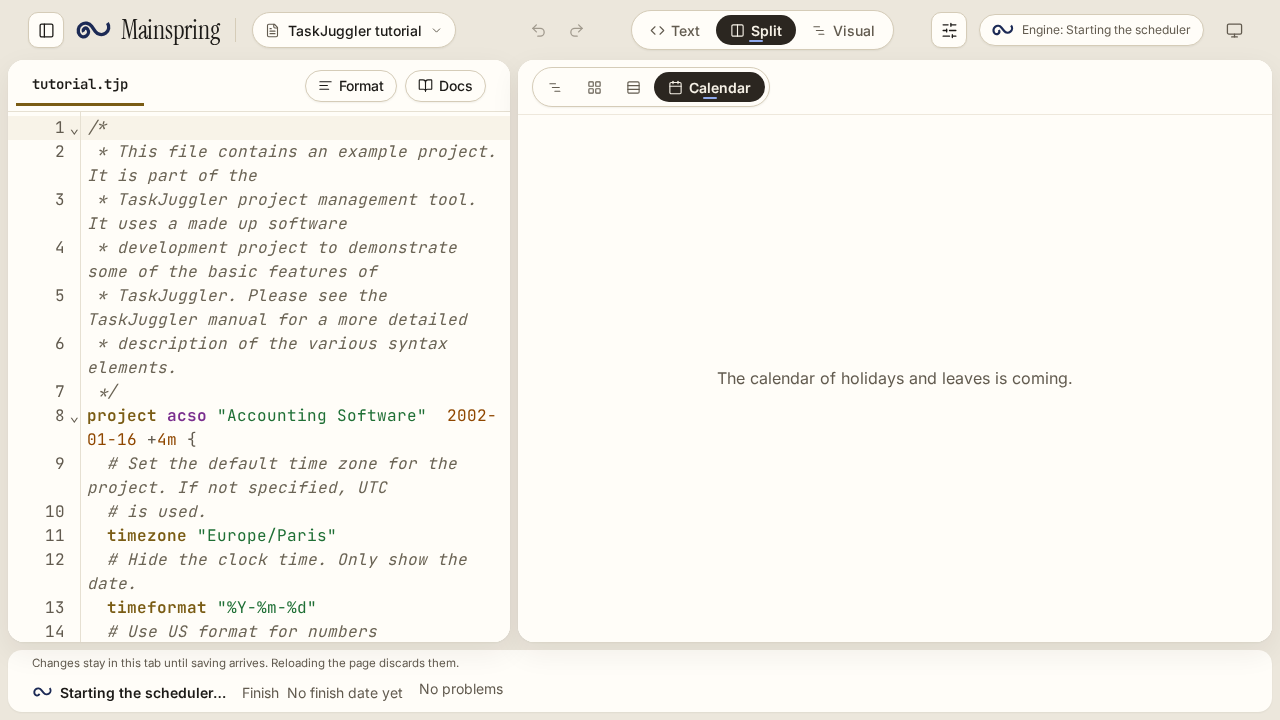 Mainspring
TaskJuggler tutorial
Text
Split
Visual
Engine: Starting the scheduler
tutorial.tjp
Format
Docs
Calendar
1 /*
2  * This file contains an example project.
It is part of the
3  * TaskJuggler project management tool.
It uses a made up software
4  * development project to demonstrate
some of the basic features of
5  * TaskJuggler. Please see the
TaskJuggler manual for a more detailed
6  * description of the various syntax
elements.
7  */
8 project acso "Accounting Software"  2002-
01-16 +4m {
9   # Set the default time zone for the
project. If not specified, UTC
10   # is used.
11   timezone "Europe/Paris"
12   # Hide the clock time. Only show the
date.
13   timeformat "%Y-%m-%d"
14   # Use US format for numbers
The calendar of holidays and leaves is coming.
Changes stay in this tab until saving arrives. Reloading the page discards them.
Starting the scheduler... Finish No finish date yet No problems